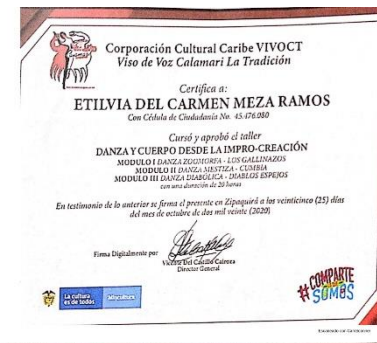 Corporación Cultural Caribe VIVOCT
Viso de Voz Calamari La Tradición
Certifica a:
ETILVIA DEL CARMEN MEZA RAMOS
Con Cédula de Ciudadanía No. 45.476.080
Cursó y aprobó el taller
DANZA Y CUERPO DESDE LA IMPRO-CREACIÓN
MODULO I DANZA ZOOMORFA - LOS GALLINAZOS
MODULO II DANZA MESTIZA - CUMBIA
MODULO III DANZA DIABÓLICA - DIABLOS ESPEJOS
con una duración de 20 horas
En testimonio de lo anterior se firma el presente en Zipaquirá a los veinticinco (25) días
del mes de octubre de dos mil veinte (2020)
Firma Digitalmente por
Vicente Del Castillo
Director General
La cultura
es de todos
Mincultura
#COMPARTE
SOMOS